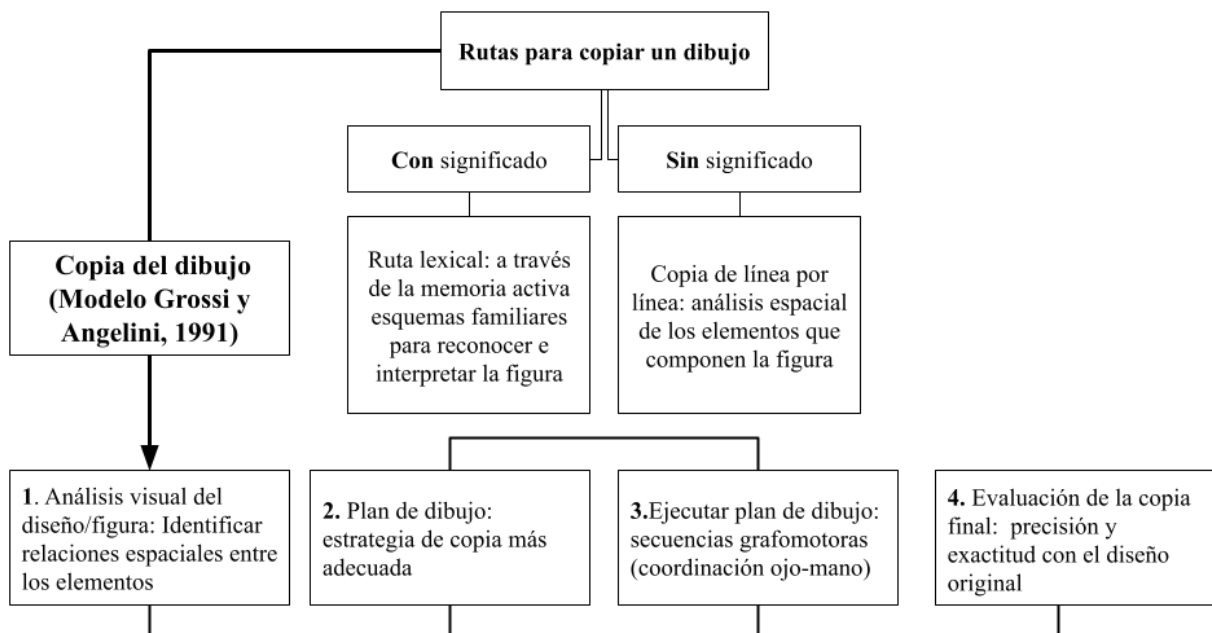 Rutas para copiar un dibujo
Con significado
Sin significado
Ruta lexical: a través
de la memoria activa
esquemas familiares
para reconocer e
interpretar la figura
Copia de línea por
línea: análisis espacial
de los elementos que
componen la figura
Copia del dibujo
(Modelo Grossi y
Angelini, 1991)
1. Análisis visual del
diseño/figura: Identificar
relaciones espaciales entre
los elementos
2. Plan de dibujo:
estrategia de copia más
adecuada
3.Ejecutar plan de dibujo:
secuencias grafomotoras
(coordinación ojo-mano)
4. Evaluación de la copia
final: precisión y
exactitud con el diseño
original